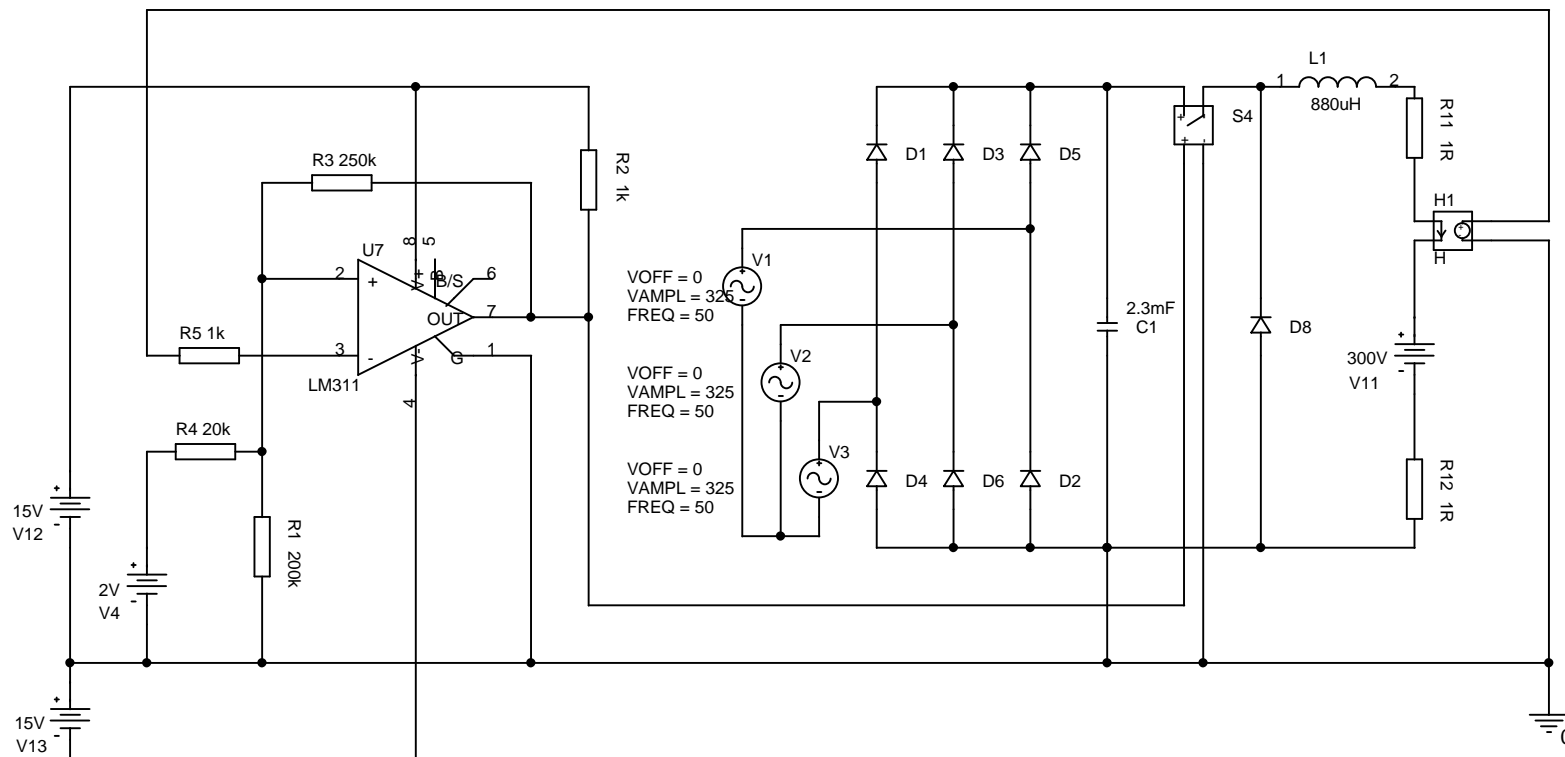 L1
1 2
880uH
R11 1R
S4
R3 250k
R2 1k
D1
D3
D5
8
5
U7
2
+
V+
B
B/S
6
OUT
7
R5 1k
3
-
V-
G
1
LM311
4
H1
H
V1
VOFF = 0
VAMPL = 325
FREQ = 50
2.3mF
C1
D8
300V
V11
V2
VOFF = 0
VAMPL = 325
FREQ = 50
R4 20k
V3
VOFF = 0
VAMPL = 325
FREQ = 50
D4
D6
D2
R12 1R
15V
V12
R1 200k
2V
V4
15V
V13
0